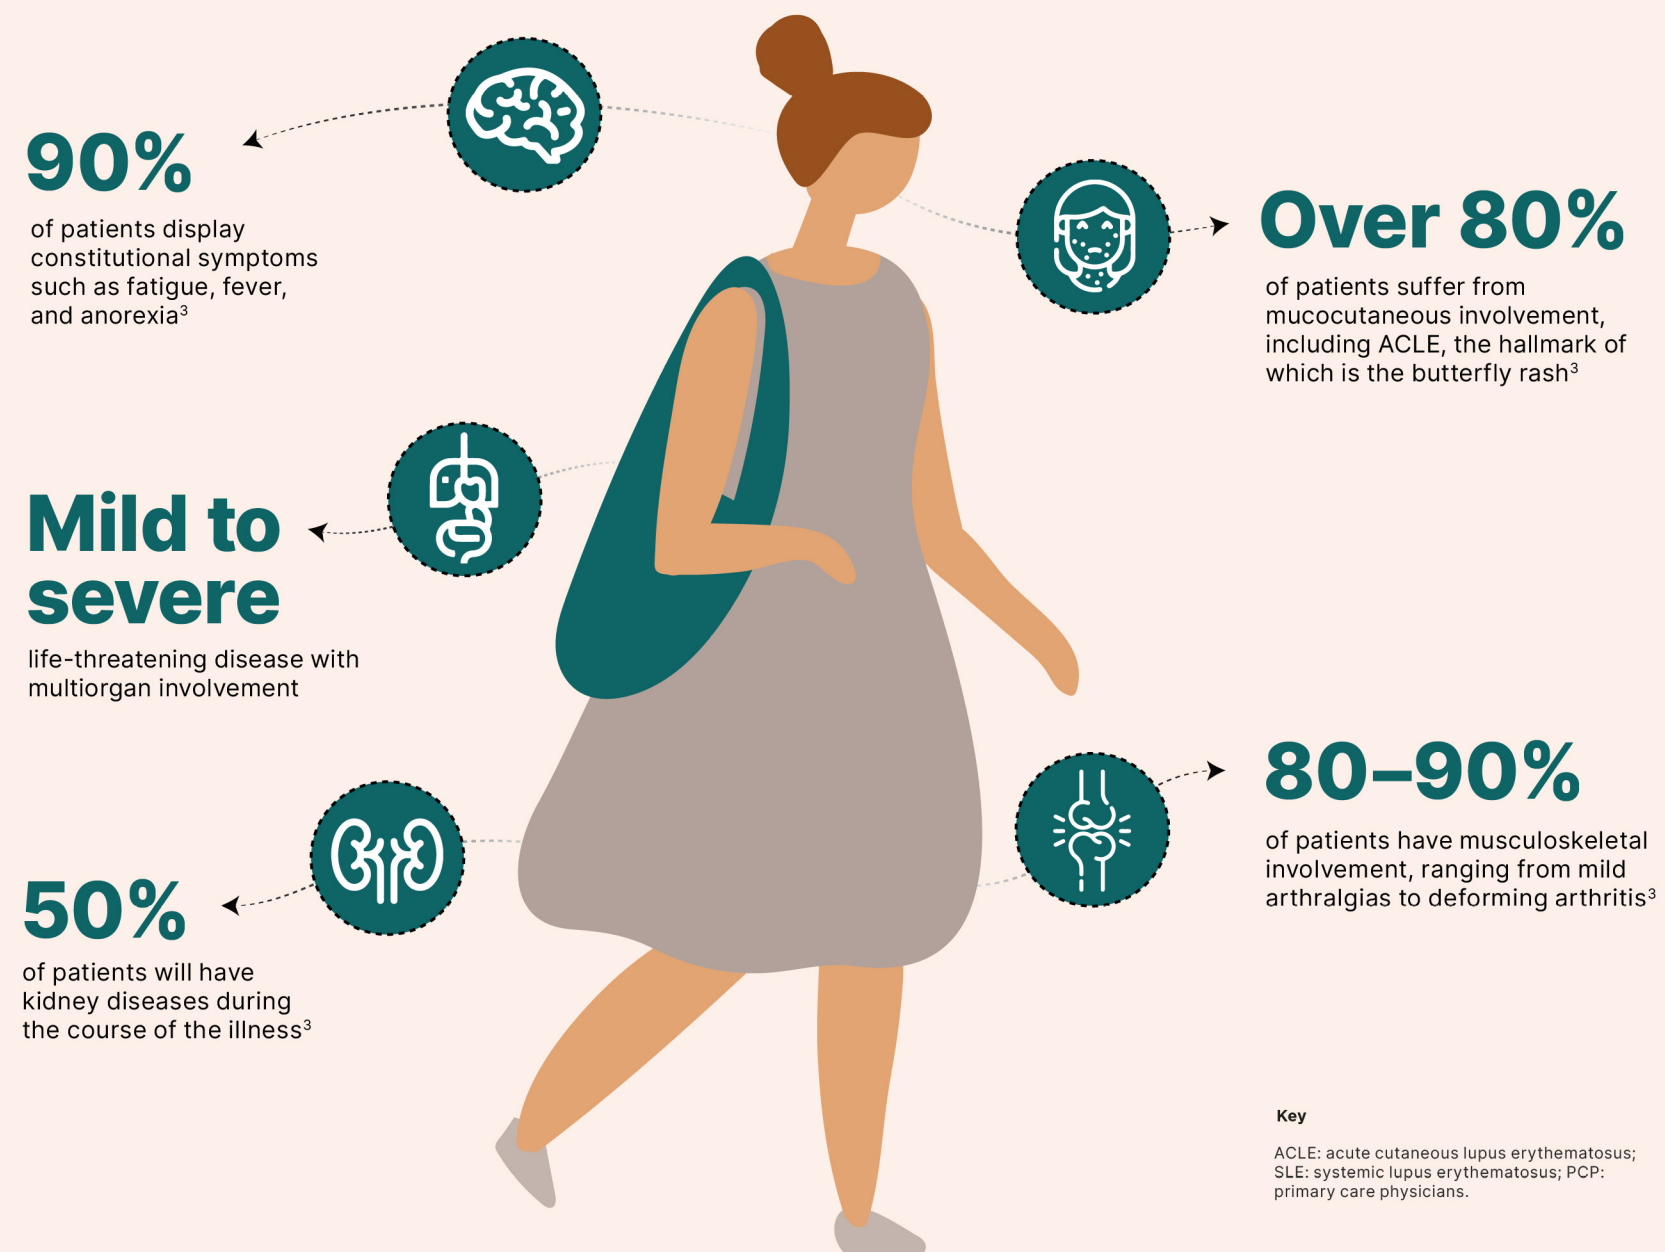 90%
of patients display
constitutional symptoms
such as fatigue, fever,
and anorexia³
Over 80%
of patients suffer from
mucocutaneous involvement,
including ACLE, the hallmark of
which is the butterfly rash³
Mild to
severe
life-threatening disease with
multiorgan involvement
80–90%
of patients have musculoskeletal
involvement, ranging from mild
arthralgias to deforming arthritis³
50%
of patients will have
kidney diseases during
the course of the illness³
Key
ACLE: acute cutaneous lupus erythematosus;
SLE: systemic lupus erythematosus; PCP:
primary care physicians.